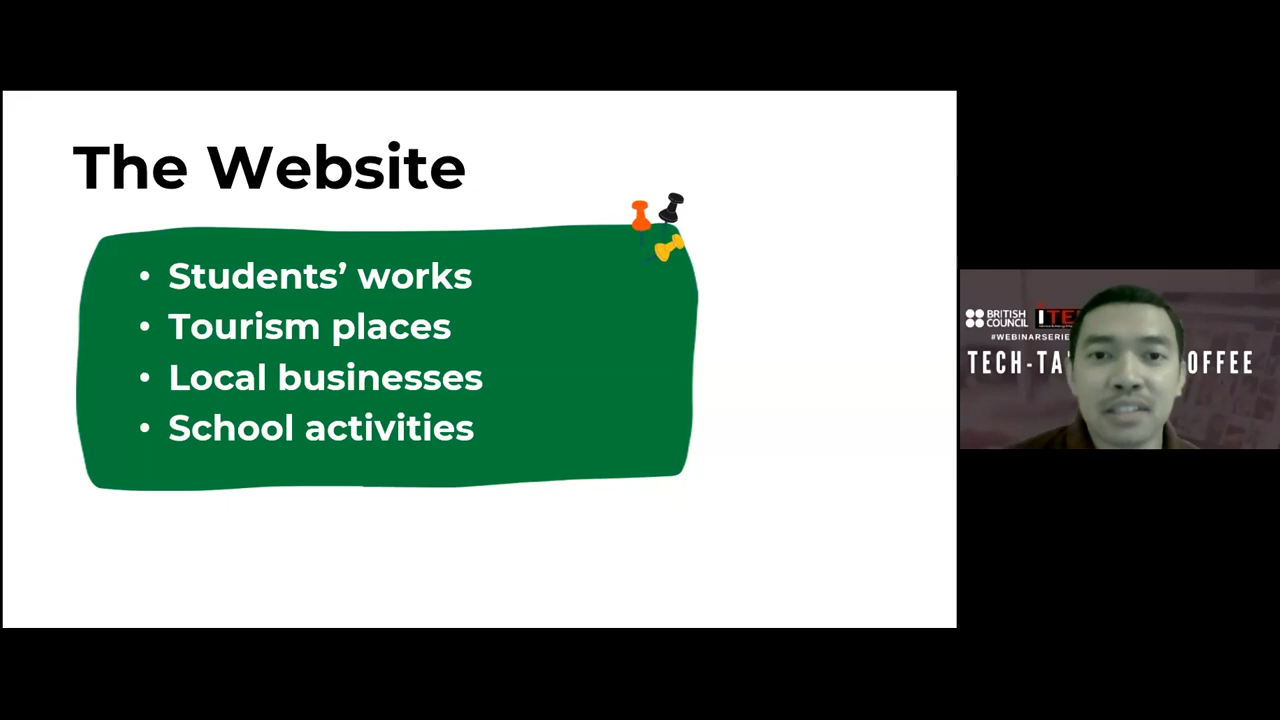 The Website
• Students’ works
• Tourism places
• Local businesses
• School activities
BRITISH
COUNCIL
#WEBINARSERIE
TECH-TA OFFEE